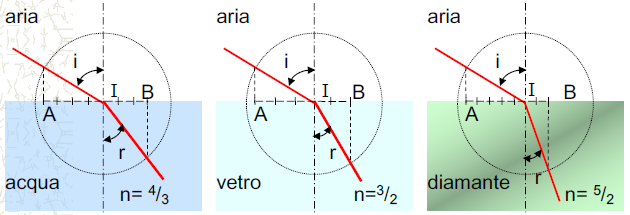 aria
i
I
B
A
r
acqua
n= 4/3
aria
i
I
B
A
r
vetro
n=3/2
aria
i
I
B
A
r
diamante
n= 5/2